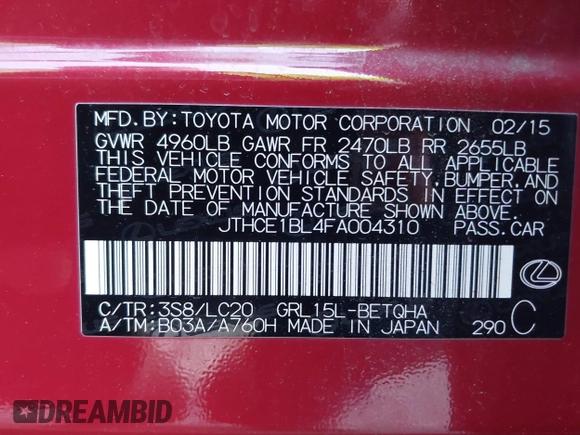 MFD.BY:TOYOTA MOTOR CORPORATION 02/15
GVWR 4960LB GAWR FR 2470LB RR 2655LB
THIS VEHICLE CONFORMS TO ALL APPLICABLE
FEDERAL MOTOR VEHICLE SAFETY,BUMPER,AND
THEFT PREVENTION STANDARDS IN EFFECT ON
THE DATE OF MANUFACTURE SHOWN ABOVE.
JTHCE1BL4FA004310 PASS.CAR
C/TR:3S8/LC20 GRL15L-BETQHA
A/TM:B03A/A760H MADE IN JAPAN 290 C
DREAMBID